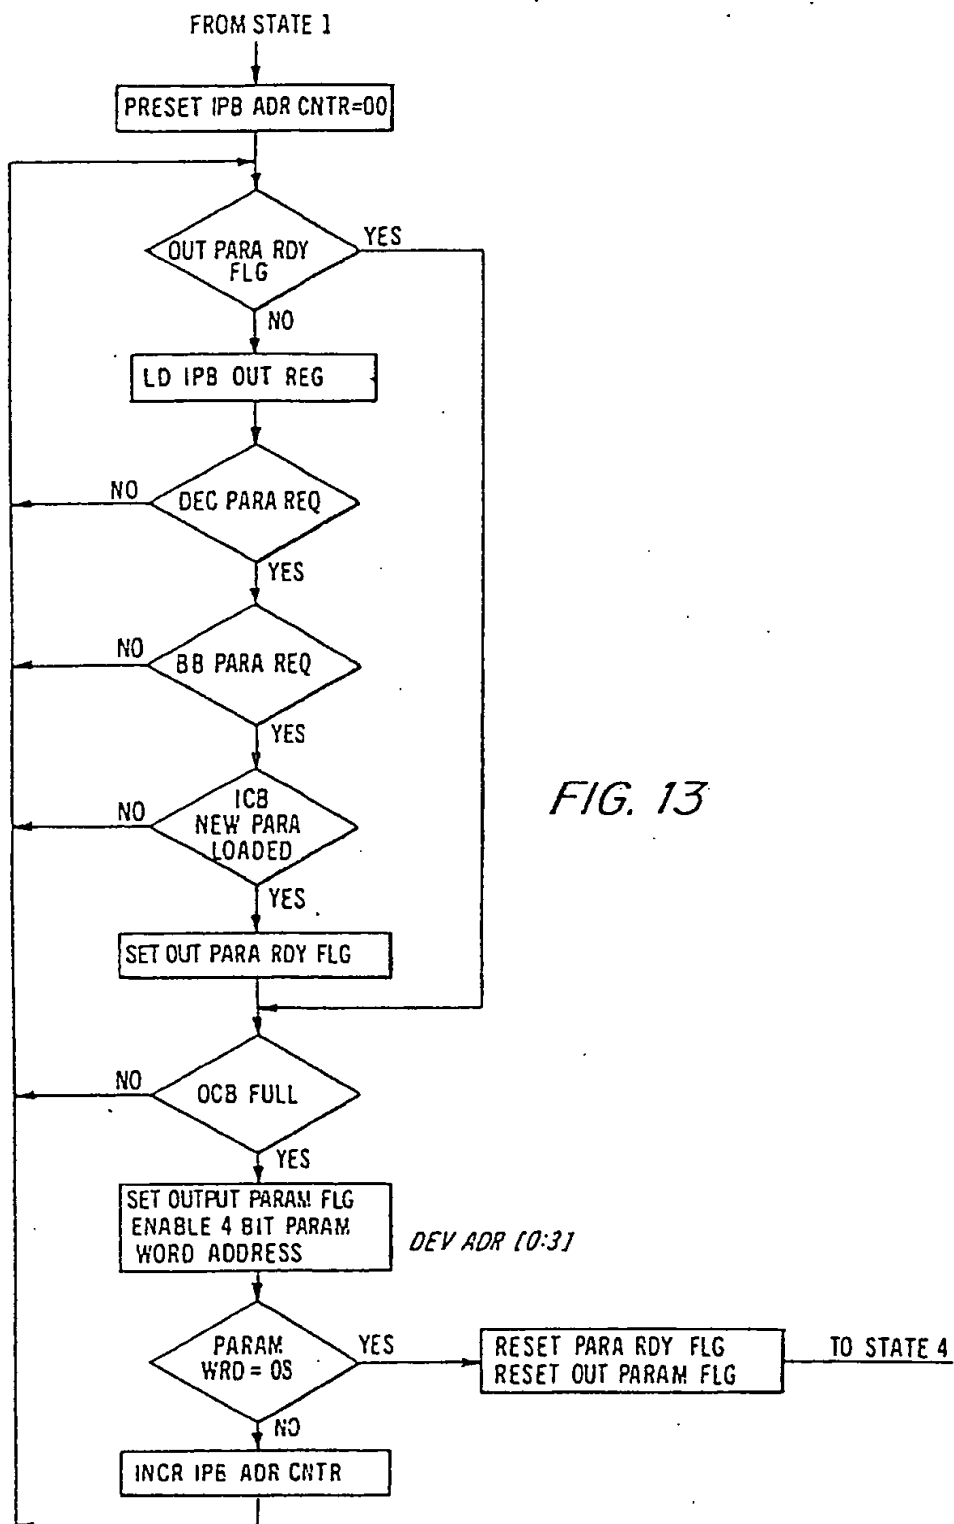 FROM STATE 1
PRESET IPB ADR CNTR=00
OUT PARA RDY
FLG
YES
NO
LD IPB OUT REG
DEC PARA REQ
NO
YES
BB PARA REQ
NO
YES
ICB
NEW PARA
LOADED
NO
YES
FIG. 13
SET OUT PARA RDY FLG
OCB FULL
NO
YES
SET OUTPUT PARAM FLG
ENABLE 4 BIT PARAM
WORD ADDRESS
DEV ADR [0:3]
PARAM
WRD = 0S
YES
NO
RESET PARA RDY FLG
RESET OUT PARAM FLG
TO STATE 4
INCR IPB ADR CNTR